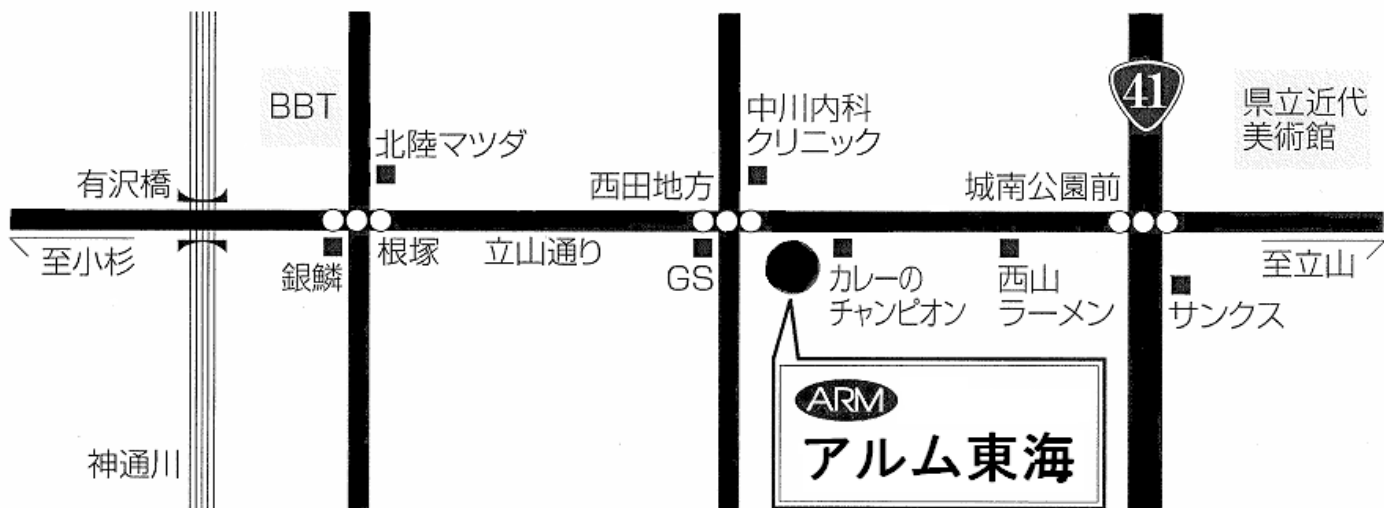 BBT
北陸マツダ
有沢橋
至小杉
銀鱗
根塚
立山通り
神通川
西田地方
中川内科
クリニック
GS
カレーの
チャンピオン
西山
ラーメン
城南公園前
41
県立近代
美術館
至立山
サンクス
ARM
アルム東海